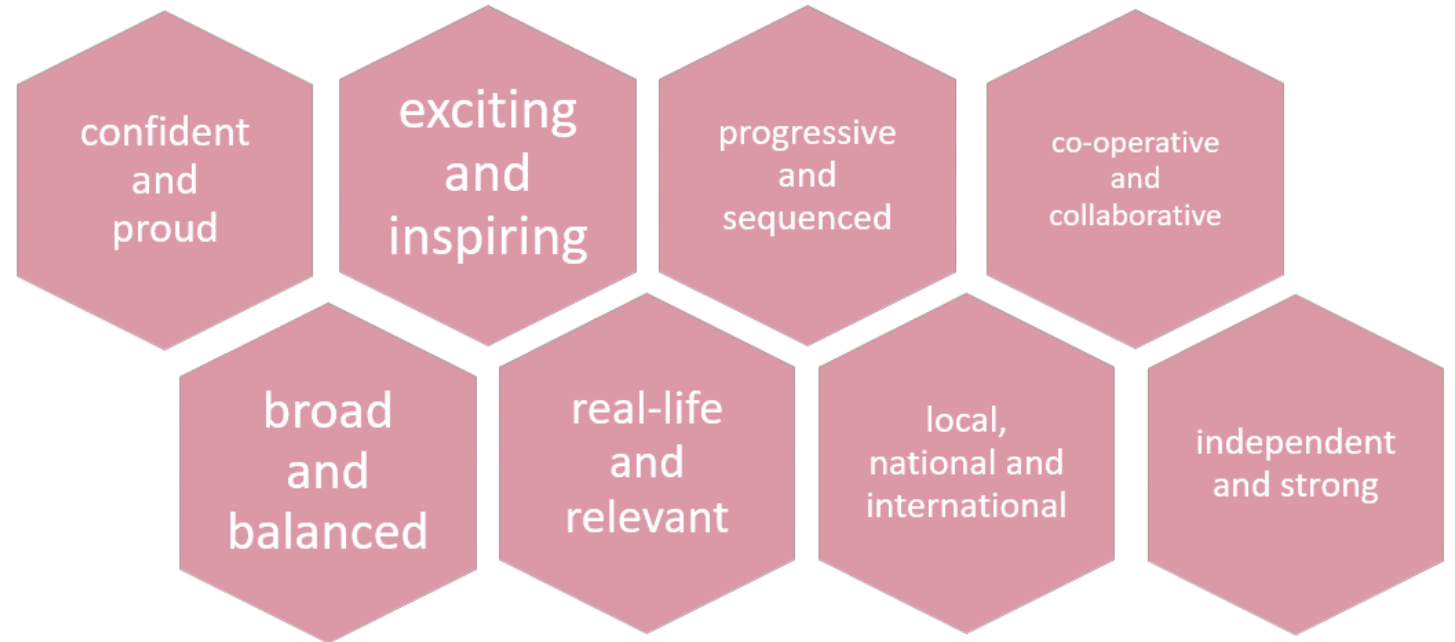 confident
and
proud
exciting
and
inspiring
progressive
and
sequenced
co-operative
and
collaborative
broad
and
balanced
real-life
and
relevant
local,
national and
international
independent
and strong